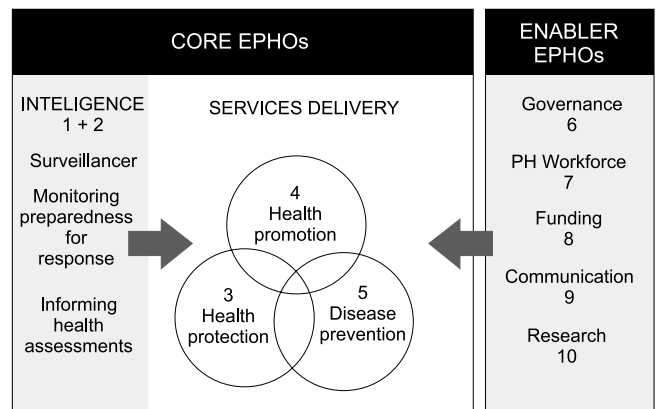 CORE EPHOs
INTELIGENCE
1 + 2
Surveillancer
Monitoring
preparedness
for
response
Informing
health
assessments
SERVICES DELIVERY
4
Health
promotion
3
Health
protection
5
Disease
prevention
ENABLER
EPHOs
Governance
6
PH Workforce
7
Funding
8
Communication
9
Research
10